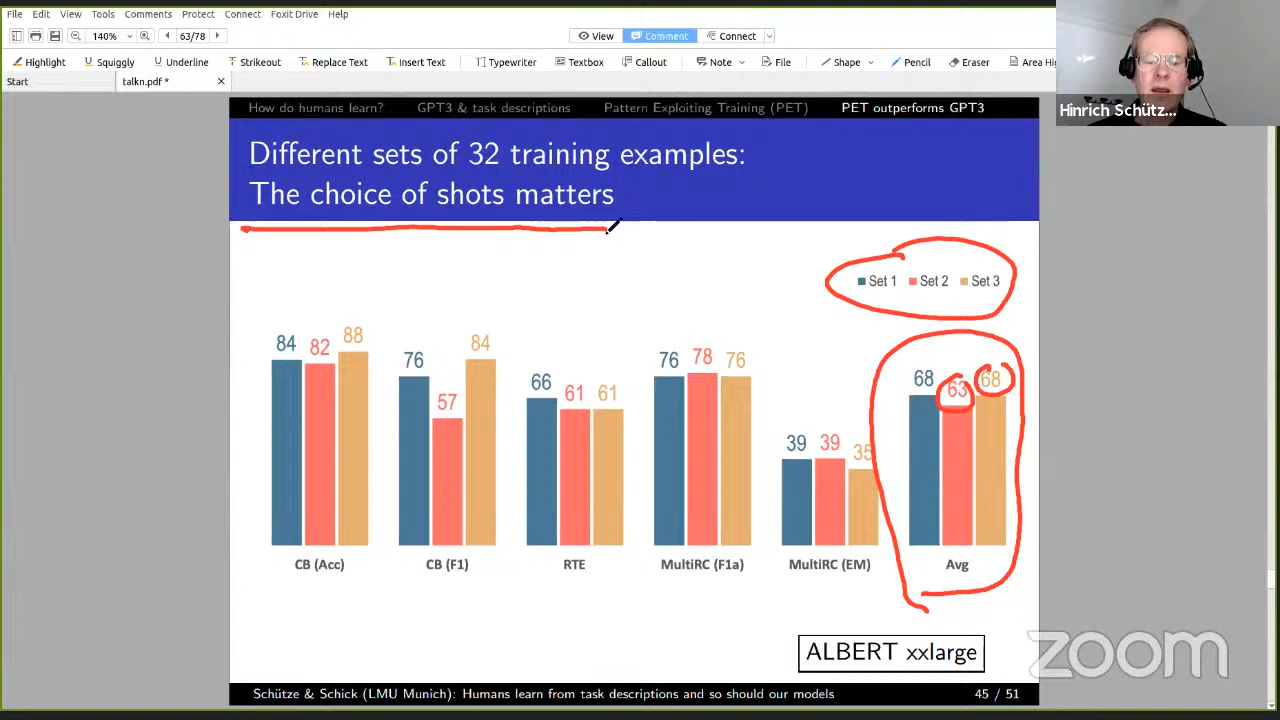 File Edit View Tools Comments Protect Connect Foxit Drive Help
140% 63/78 View Comment Connect
Highlight Squiggly Underline Strikeout Replace Text Insert Text Typewriter Textbox Callout Note File Shape Pencil Eraser Area Hi
Start talkn.pdf *
Hinrich Schütz...
How do humans learn? GPT3 & task descriptions Pattern Exploiting Training (PET) PET outperforms GPT3
Different sets of 32 training examples:
The choice of shots matters
Set 1 Set 2 Set 3
84 82 88 76 57 84 66 61 61 76 78 76 39 39 35 68 63 68
CB (Acc) CB (F1) RTE MultiRC (F1a) MultiRC (EM) Avg
ALBERT xxlarge
zoom
Schütze & Schick (LMU Munich): Humans learn from task descriptions and so should our models 45 / 51